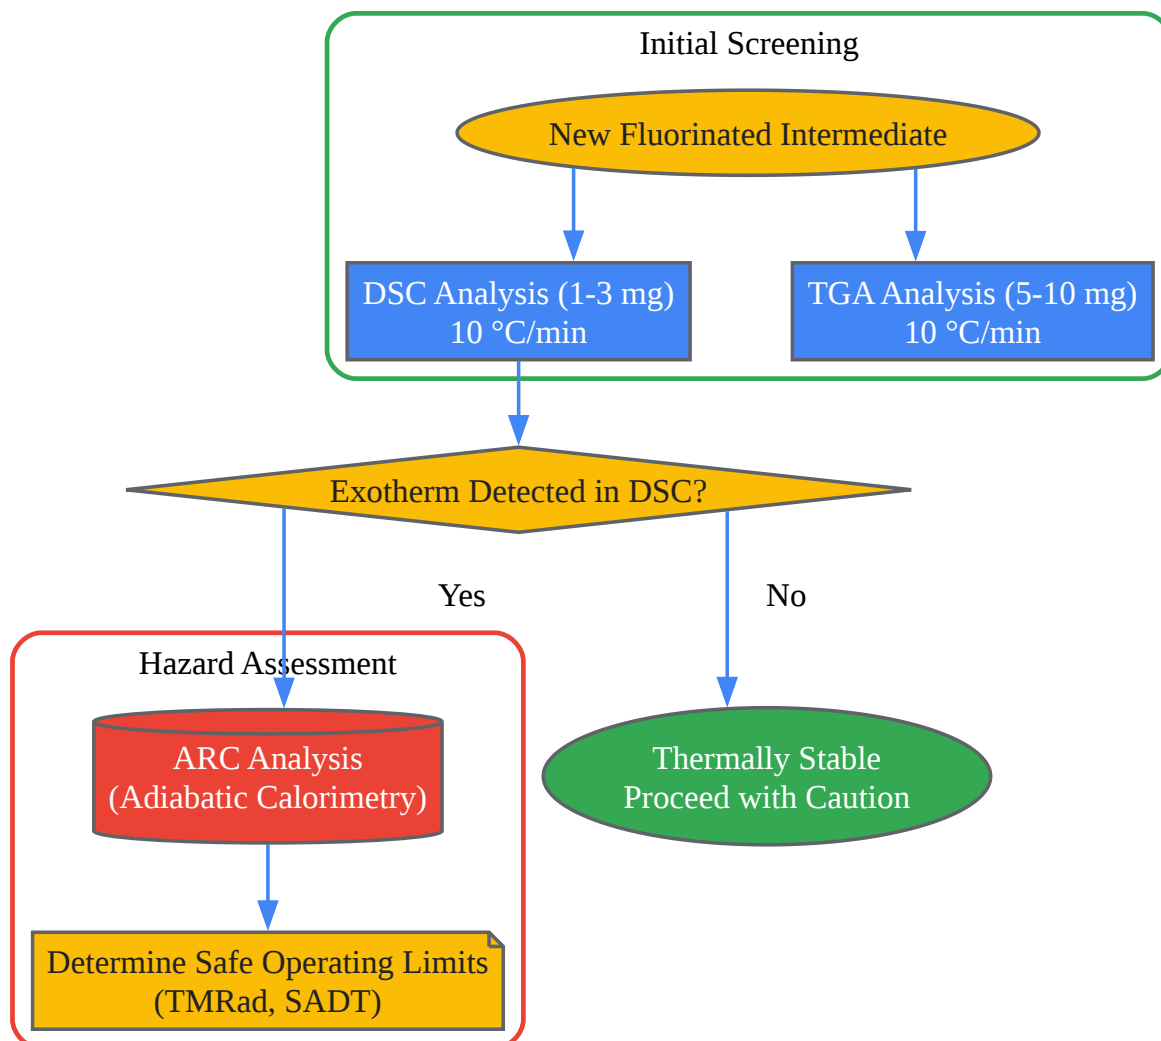 Initial Screening
New Fluorinated Intermediate
DSC Analysis (1-3 mg)
10 °C/min
TGA Analysis (5-10 mg)
10 °C/min
Exotherm Detected in DSC?
Yes
No
Hazard Assessment
ARC Analysis
(Adiabatic Calorimetry)
Thermally Stable
Proceed with Caution
Determine Safe Operating Limits
(TMRad, SADT)